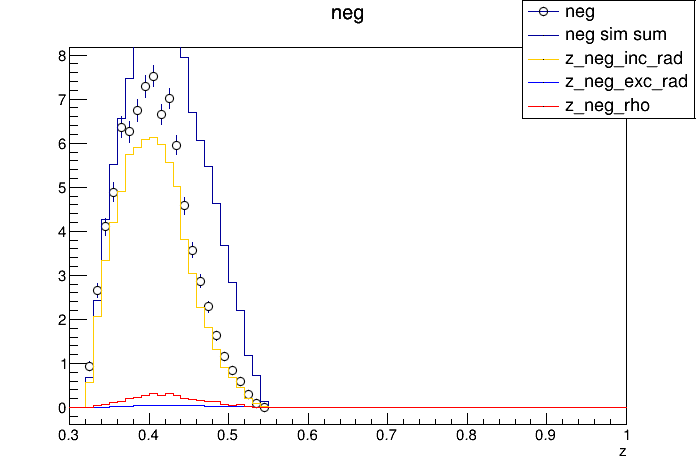 neg
neg
neg sim sum
z_neg_inc_rad
z_neg_exc_rad
z_neg_rho
8
7
6
5
4
3
2
1
0
0.3 0.4 0.5 0.6 0.7 0.8 0.9 1
z